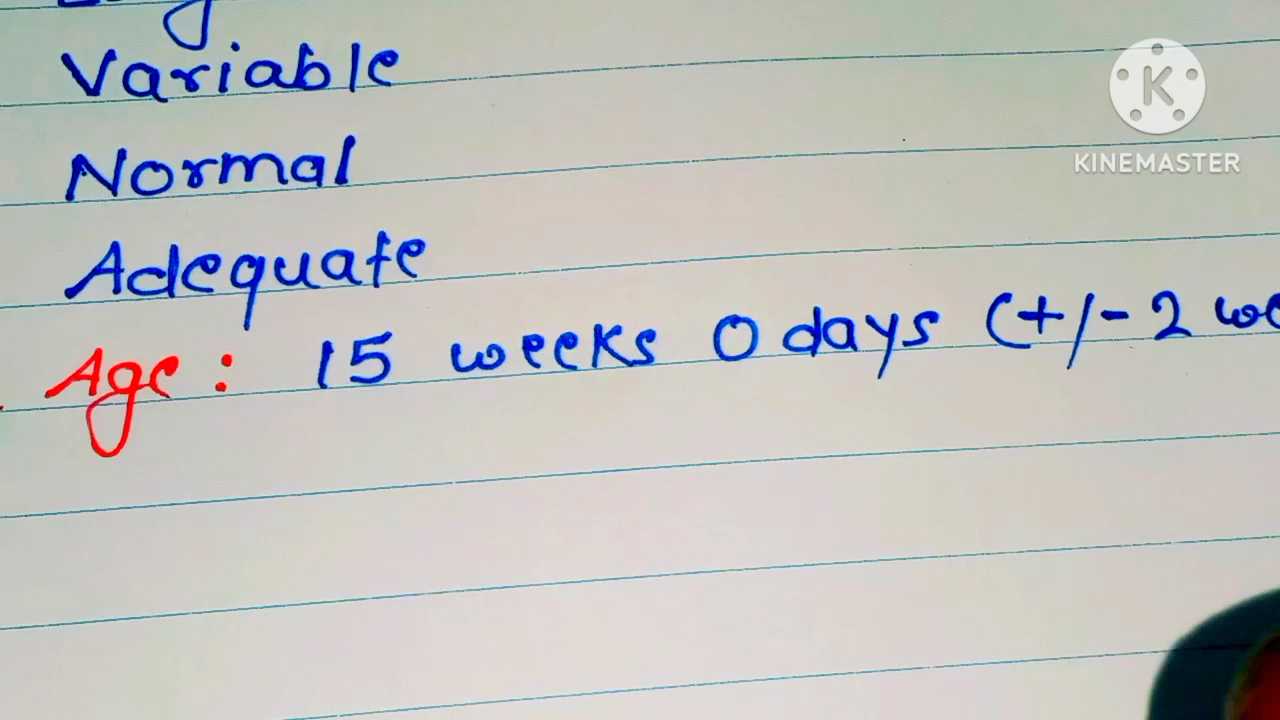 Variable
Normal
Adequate
Age: 15 weeks 0 days (+/- 2
KINEMASTER